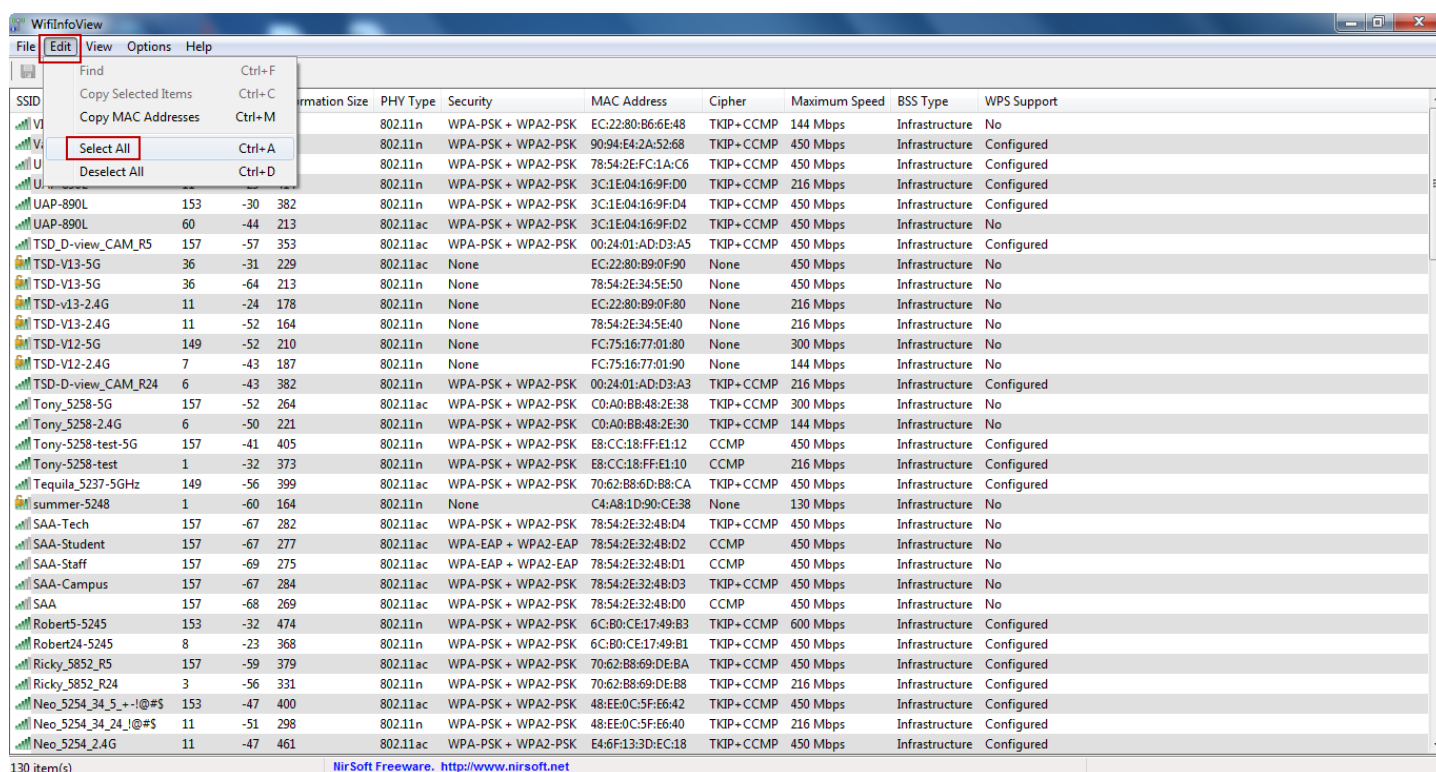 WifiInfoView
File Edit View Options Help
Find Ctrl+F
Copy Selected Items Ctrl+C
Copy MAC Addresses Ctrl+M
Select All Ctrl+A
Deselect All Ctrl+D
SSID rmation Size PHY Type Security MAC Address Cipher Maximum Speed BSS Type WPS Support
802.11n WPA-PSK + WPA2-PSK EC:22:80:B6:6E:48 TKIP+CCMP 144 Mbps Infrastructure No
802.11n WPA-PSK + WPA2-PSK 90:94:E4:2A:52:68 TKIP+CCMP 450 Mbps Infrastructure Configured
802.11n WPA-PSK + WPA2-PSK 78:54:2E:FC:1A:C6 TKIP+CCMP 450 Mbps Infrastructure Configured
802.11n WPA-PSK + WPA2-PSK 3C:1E:04:16:9F:D0 TKIP+CCMP 216 Mbps Infrastructure Configured
UAP-890L 153 -30 382 802.11n WPA-PSK + WPA2-PSK 3C:1E:04:16:9F:D4 TKIP+CCMP 216 Mbps Infrastructure Configured
UAP-890L 60 -44 213 802.11ac WPA-PSK + WPA2-PSK 3C:1E:04:16:9F:D2 TKIP+CCMP 450 Mbps Infrastructure No
TSD_D-view_CAM_R5 157 -57 353 802.11ac WPA-PSK + WPA2-PSK 00:24:01:AD:D3:A5 TKIP+CCMP 450 Mbps Infrastructure Configured
TSD-V13-5G 36 -31 229 802.11ac None EC:22:80:B9:0F:90 None 450 Mbps Infrastructure No
TSD-V13-5G 36 -64 213 802.11n None 78:54:2E:34:5E:50 None 450 Mbps Infrastructure No
TSD-v13-2.4G 11 -24 178 802.11n None EC:22:80:B9:0F:80 None 216 Mbps Infrastructure No
TSD-V13-2.4G 11 -52 164 802.11n None 78:54:2E:34:5E:40 None 216 Mbps Infrastructure No
TSD-V12-5G 149 -52 210 802.11n None FC:75:16:77:01:80 None 300 Mbps Infrastructure No
TSD-V12-2.4G 7 -43 187 802.11n None FC:75:16:77:01:90 None 144 Mbps Infrastructure No
TSD-D-view_CAM_R24 6 -43 382 802.11n WPA-PSK + WPA2-PSK 00:24:01:AD:D3:A3 TKIP+CCMP 216 Mbps Infrastructure Configured
Tony_5258-5G 157 -52 264 802.11ac WPA-PSK + WPA2-PSK C0:A0:BB:48:2E:38 TKIP+CCMP 300 Mbps Infrastructure No
Tony_5258-2.4G 6 -50 221 802.11n WPA-PSK + WPA2-PSK C0:A0:BB:48:2E:30 TKIP+CCMP 144 Mbps Infrastructure No
Tony-5258-test-5G 157 -41 405 802.11ac WPA-PSK + WPA2-PSK E8:CC:18:FF:E1:12 CCMP 450 Mbps Infrastructure Configured
Tony-5258-test 1 -32 373 802.11n WPA-PSK + WPA2-PSK E8:CC:18:FF:E1:10 CCMP 216 Mbps Infrastructure Configured
Tequila_5237-5GHz 149 -56 399 802.11ac WPA-PSK + WPA2-PSK 70:62:B8:6D:B8:CA TKIP+CCMP 450 Mbps Infrastructure Configured
summer-5248 1 -60 164 802.11n None C4:A8:1D:90:CE:38 None 130 Mbps Infrastructure No
SAA-Tech 157 -67 282 802.11ac WPA-PSK + WPA2-PSK 78:54:2E:32:4B:D4 TKIP+CCMP 450 Mbps Infrastructure No
SAA-Student 157 -67 277 802.11ac WPA-EAP + WPA2-EAP 78:54:2E:32:4B:D2 CCMP 450 Mbps Infrastructure No
SAA-Staff 157 -69 275 802.11ac WPA-EAP + WPA2-EAP 78:54:2E:32:4B:D1 CCMP 450 Mbps Infrastructure No
SAA-Campus 157 -67 284 802.11ac WPA-PSK + WPA2-PSK 78:54:2E:32:4B:D3 TKIP+CCMP 450 Mbps Infrastructure No
SAA 157 -68 269 802.11ac WPA-PSK + WPA2-PSK 78:54:2E:32:4B:D0 CCMP 450 Mbps Infrastructure No
Robert5-5245 153 -32 474 802.11ac WPA-PSK + WPA2-PSK 6C:B0:CE:17:49:B3 TKIP+CCMP 600 Mbps Infrastructure Configured
Robert24-5245 8 -23 368 802.11n WPA-PSK + WPA2-PSK 6C:B0:CE:17:49:B1 TKIP+CCMP 450 Mbps Infrastructure Configured
Ricky_5852_R5 157 -59 379 802.11ac WPA-PSK + WPA2-PSK 70:62:B8:69:DE:BA TKIP+CCMP 450 Mbps Infrastructure Configured
Ricky_5852_R24 3 -56 331 802.11n WPA-PSK + WPA2-PSK 70:62:B8:69:DE:B8 TKIP+CCMP 216 Mbps Infrastructure Configured
Neo_5254_34_5_+-!@#$ 153 -47 400 802.11ac WPA-PSK + WPA2-PSK 48:EE:0C:5F:E6:42 TKIP+CCMP 450 Mbps Infrastructure Configured
Neo_5254_34_24_!@#$ 11 -51 298 802.11n WPA-PSK + WPA2-PSK 48:EE:0C:5F:E6:40 TKIP+CCMP 216 Mbps Infrastructure Configured
Neo_5254_2.4G 11 -47 461 802.11ac WPA-PSK + WPA2-PSK E4:6F:13:3D:EC:18 TKIP+CCMP 450 Mbps Infrastructure Configured
130 item(s) NirSoft Freeware. http://www.nirsoft.net